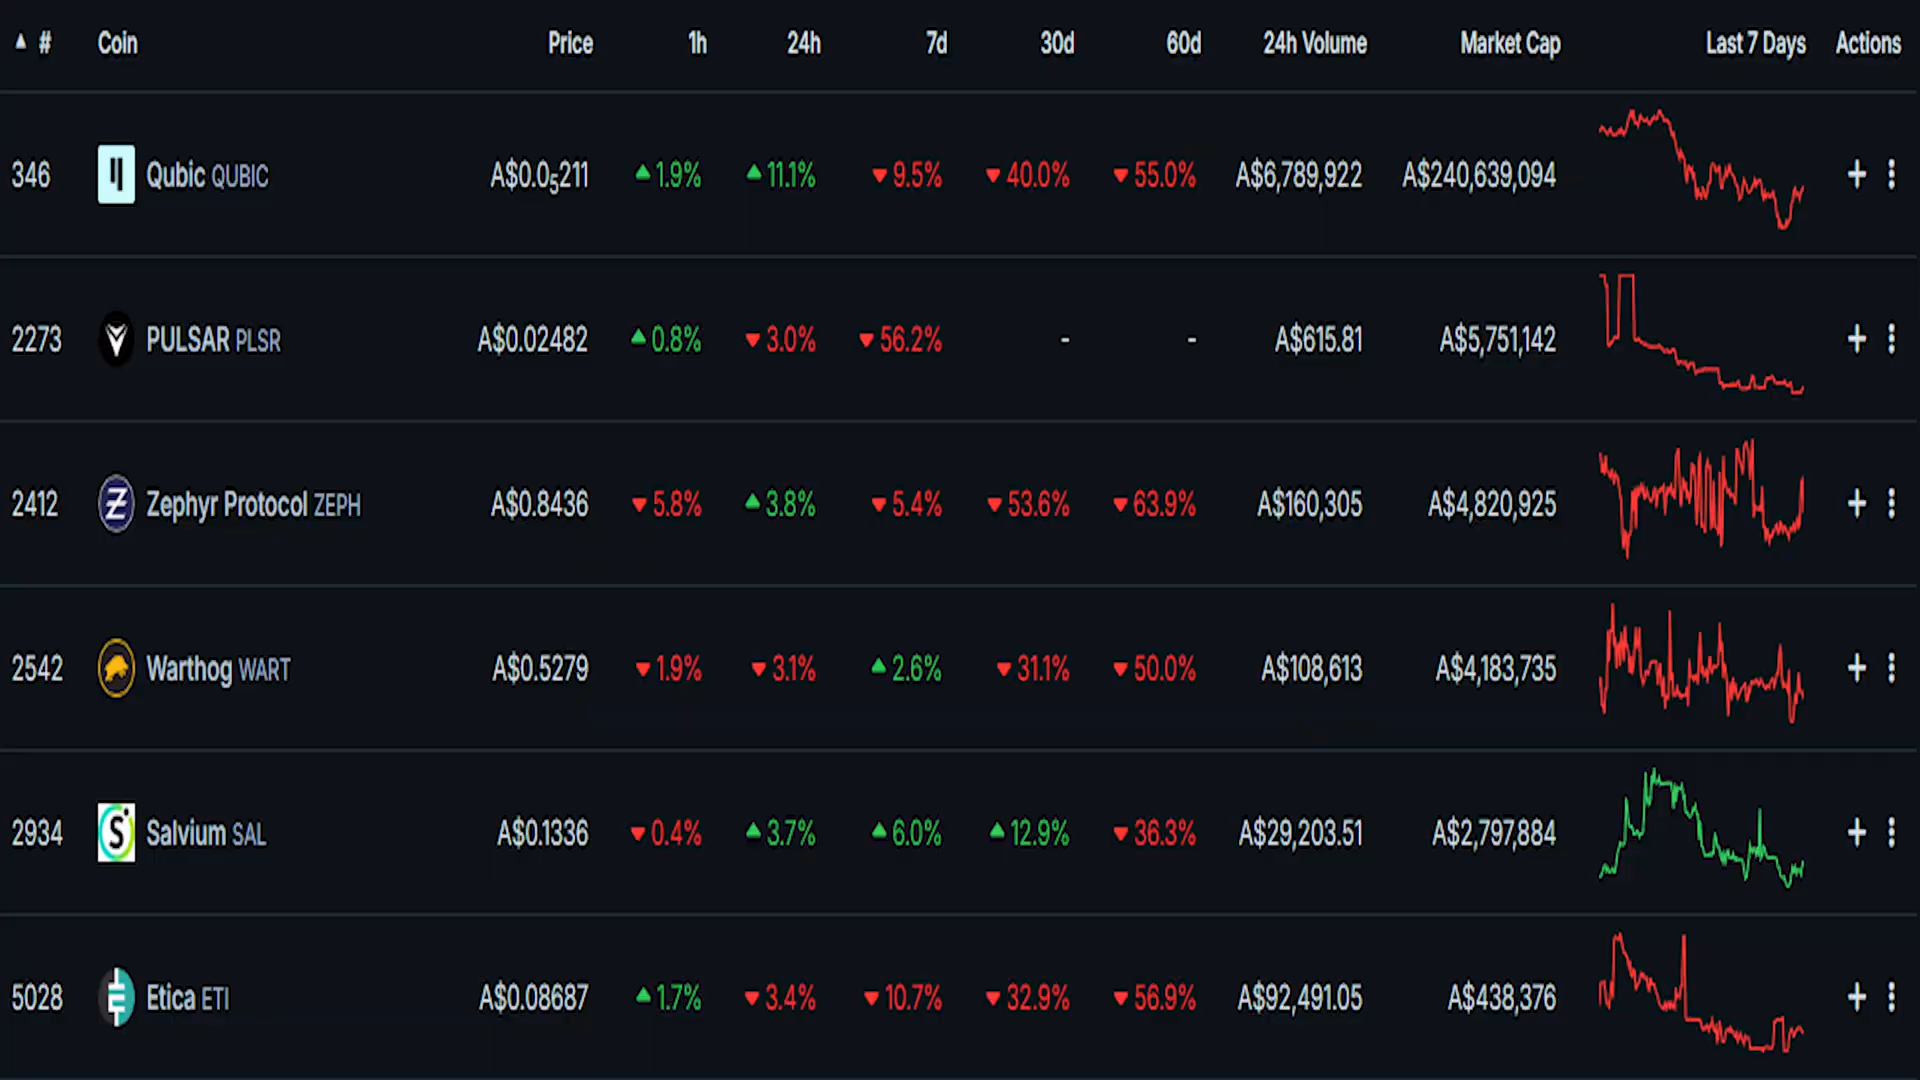 ▲ # Coin Price 1h 24h 7d 30d 60d 24h Volume Market Cap Last 7 Days Actions
346 Qubic QUBIC A$0.0₅211 ▲ 1.9% ▲ 11.1% ▼ 9.5% ▼ 40.0% ▼ 55.0% A$6,789,922 A$240,639,094
2273 PULSAR PLSR A$0.02482 ▲ 0.8% ▼ 3.0% ▼ 56.2% - - A$615.81 A$5,751,142
2412 Zephyr Protocol ZEPH A$0.8436 ▼ 5.8% ▲ 3.8% ▼ 5.4% ▼ 53.6% ▼ 63.9% A$160,305 A$4,820,925
2542 Warthog WART A$0.5279 ▼ 1.9% ▼ 3.1% ▲ 2.6% ▼ 31.1% ▼ 50.0% A$108,613 A$4,183,735
2934 Salvium SAL A$0.1336 ▼ 0.4% ▲ 3.7% ▲ 6.0% ▲ 12.9% ▼ 36.3% A$29,203.51 A$2,797,884
5028 Etica ETI A$0.08687 ▲ 1.7% ▼ 3.4% ▼ 10.7% ▼ 32.9% ▼ 56.9% A$92,491.05 A$438,376